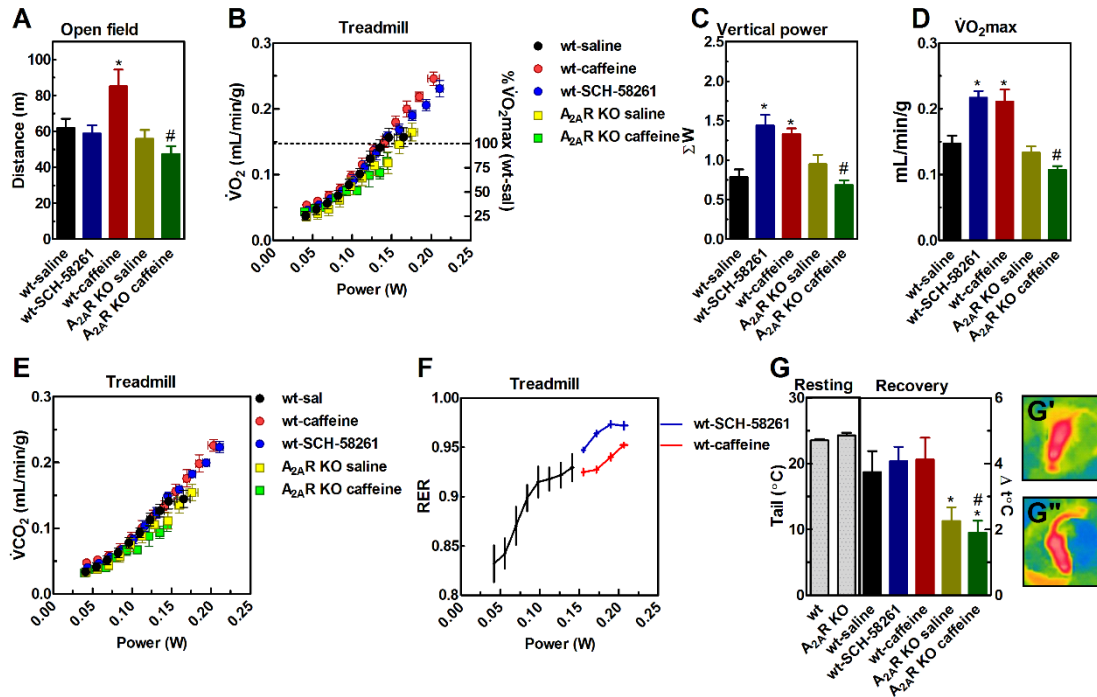 A
Open field
Distance (m)
100
80
60
40
20
0
*
#
wt-saline
wt-SCH-58261
wt-caffeine
A2AR KO saline
A2AR KO caffeine
B
Treadmill
V̇O2 (mL/min/g)
0.3
0.2
0.1
0.0
0.00
0.05
0.10
0.15
0.20
0.25
Power (W)
100
75
50
25
% V̇O2max (wt-sal)
wt-saline
wt-caffeine
wt-SCH-58261
A2AR KO saline
A2AR KO caffeine
C
Vertical power
ΣW
2.5
2.0
1.5
1.0
0.5
0.0
*
*
#
wt-saline
wt-SCH-58261
wt-caffeine
A2AR KO saline
A2AR KO caffeine
D
V̇O2max
mL/min/g
0.3
0.2
0.1
0.0
* *
#
wt-saline
wt-SCH-58261
wt-caffeine
A2AR KO saline
A2AR KO caffeine
E
Treadmill
V̇CO2 (mL/min/g)
0.3
0.2
0.1
0.0
0.00
0.05
0.10
0.15
0.20
0.25
Power (W)
wt-sal
wt-caffeine
wt-SCH-58261
A2AR KO saline
A2AR KO caffeine
F
Treadmill
RER
1.00
0.95
0.90
0.85
0.80
0.00
0.05
0.10
0.15
0.20
0.25
Power (W)
wt-SCH-58261
wt-caffeine
G
Resting Recovery
Tail (°C)
30
20
10
0
6
4
2
0
Δ t°C
*
#
*
wt
A2AR KO
wt-saline
wt-SCH-58261
wt-caffeine
A2AR KO saline
A2AR KO caffeine
G'
G"